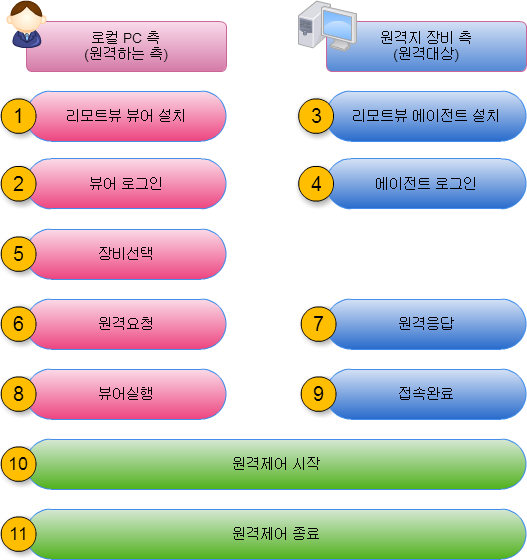 로컬 PC 측
(원격하는 측)
원격지 장비 측
(원격대상)
1 리모트뷰 뷰어 설치
3 리모트뷰 에이전트 설치
2 뷰어 로그인
4 에이전트 로그인
5 장비선택
6 원격요청
7 원격응답
8 뷰어실행
9 접속완료
10 원격제어 시작
11 원격제어 종료